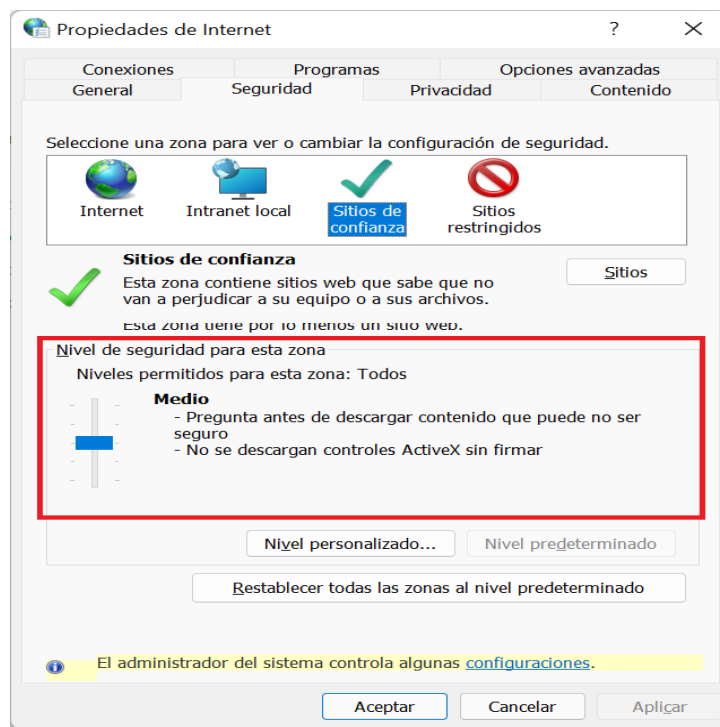 Propiedades de Internet
?
Conexiones Programas Opciones avanzadas
General Seguridad Privacidad Contenido
Seleccione una zona para ver o cambiar la configuración de seguridad.
Internet Intranet local Sitios de confianza Sitios restringidos
Sitios de confianza
Sitios
Esta zona contiene sitios web que sabe que no
van a perjudicar a su equipo o a sus archivos.
Esta zona tiene por lo menos un sitio web.
Nivel de seguridad para esta zona
Niveles permitidos para esta zona: Todos
Medio
- Pregunta antes de descargar contenido que puede no ser
seguro
- No se descargan controles ActiveX sin firmar
Nivel personalizado... Nivel predeterminado
Restablecer todas las zonas al nivel predeterminado
El administrador del sistema controla algunas configuraciones.
Aceptar Cancelar Aplicar